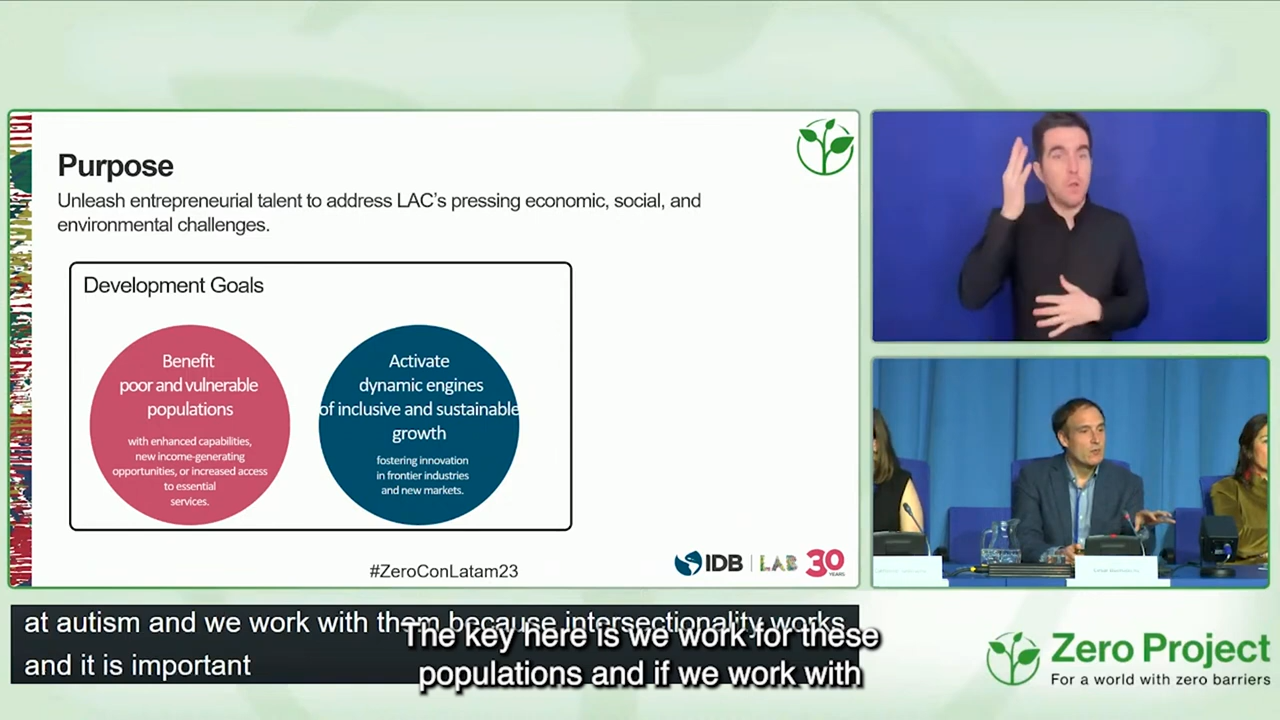 Purpose
Unleash entrepreneurial talent to address LAC's pressing economic, social, and
environmental challenges.
Development Goals
Benefit
poor and vulnerable
populations
with enhanced capabilities,
new income-generating
opportunities, or increased access
to essential
services.
Activate
dynamic engines
of inclusive and sustainable
growth
fostering innovation
in frontier industries
and new markets.
#ZeroConLatam23
IDB | LAB 30
YEARS
at autism and we work with them because intersectionality works
and it is important
The key here is we work for these
populations and if we work with
Zero Project
For a world with zero barriers